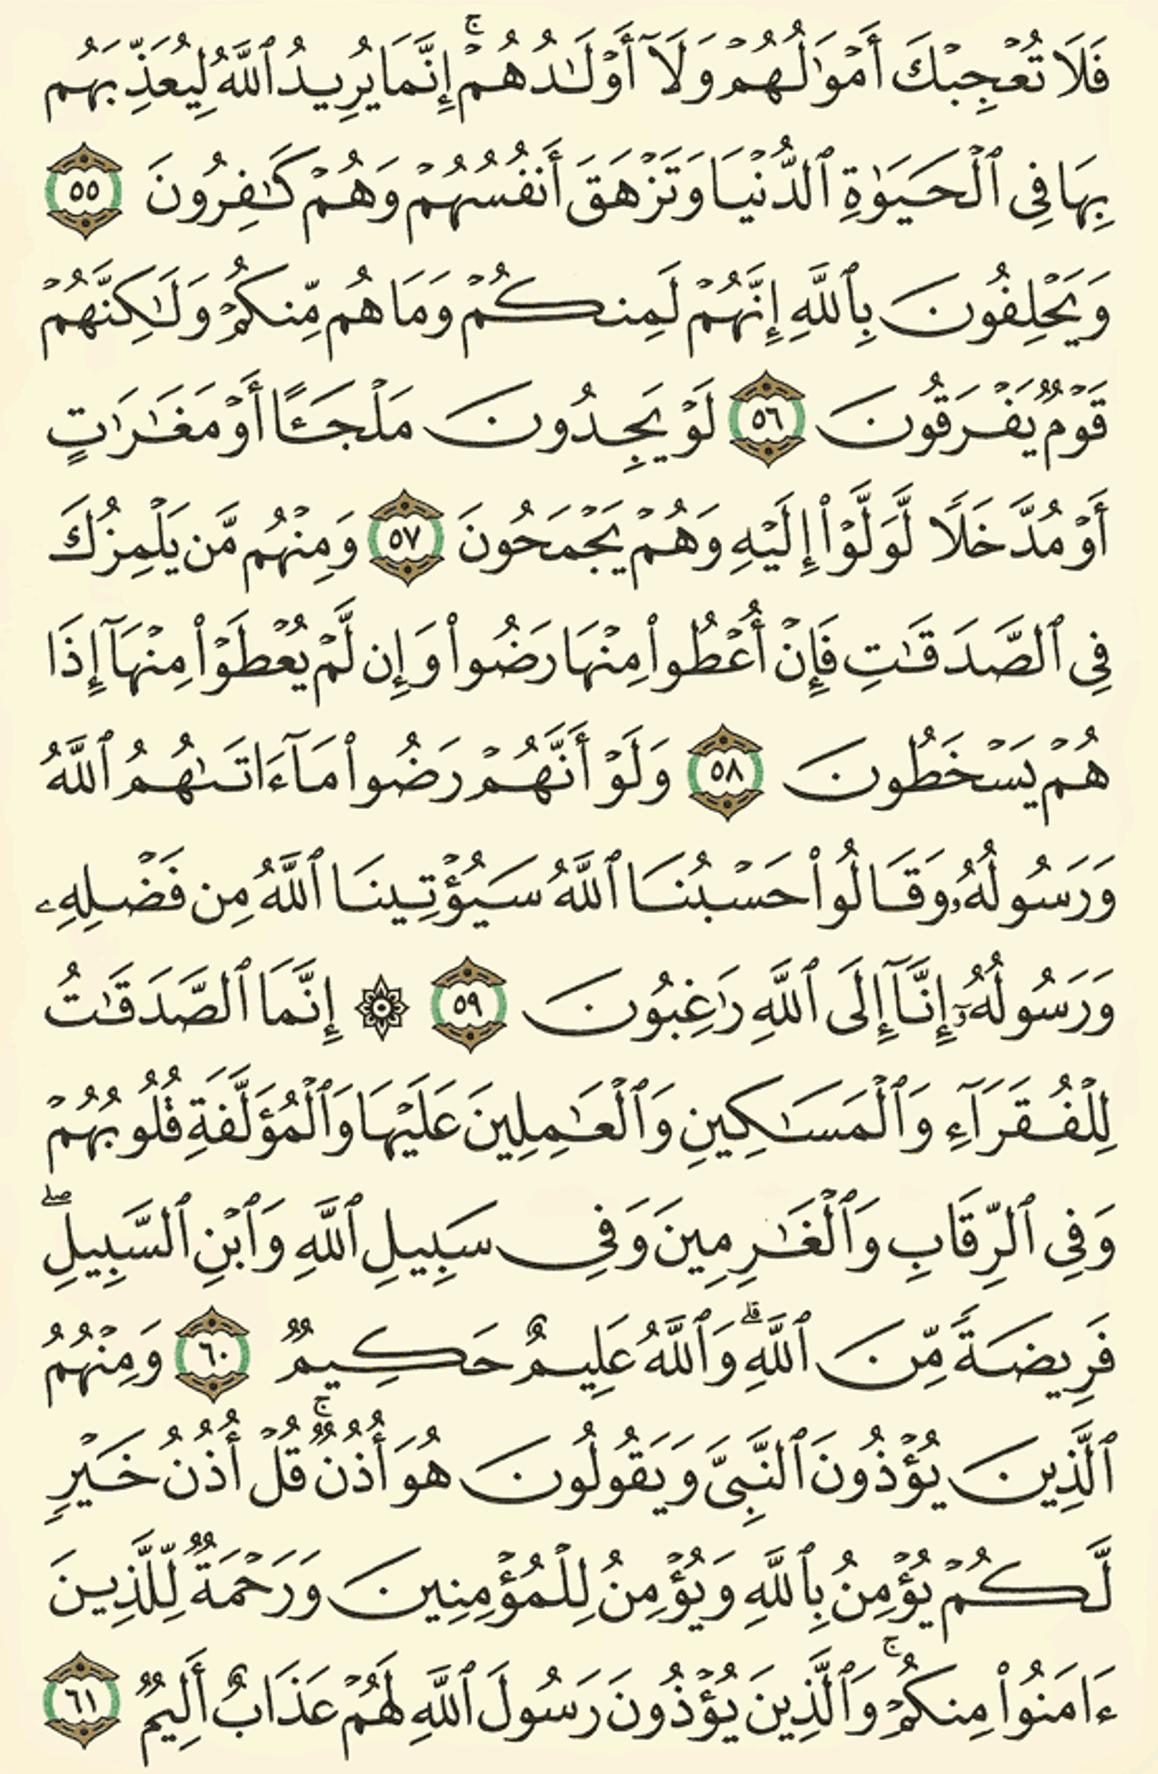 فَلَا تُعْجِبْكَ أَمْوَٰلُهُمْ وَلَآ أَوْلَـٰدُهُمْ ۚ إِنَّمَا يُرِيدُ ٱللَّهُ لِيُعَذِّبَهُم
بِهَا فِى ٱلْحَيَوٰةِ ٱلدُّنْيَا وَتَزْهَقَ أَنفُسُهُمْ وَهُمْ كَـٰفِرُونَ ٥٥
وَيَحْلِفُونَ بِٱللَّهِ إِنَّهُمْ لَمِنكُمْ وَمَا هُم مِّنكُمْ وَلَـٰكِنَّهُمْ
قَوْمٌ يَفْرَقُونَ ٥٦ لَوْ يَجِدُونَ مَلْجَـًٔا أَوْ مَغَـٰرَٰتٍ
أَوْ مُدَّخَلًا لَّوَلَّوْا۟ إِلَيْهِ وَهُمْ يَجْمَحُونَ ٥٧ وَمِنْهُم مَّن يَلْمِزُكَ
فِى ٱلصَّدَقَـٰتِ فَإِنْ أُعْطُوا۟ مِنْهَا رَضُوا۟ وَإِن لَّمْ يُعْطَوْا۟ مِنْهَآ إِذَا
هُمْ يَسْخَطُونَ ٥٨ وَلَوْ أَنَّهُمْ رَضُوا۟ مَآ ءَاتَىٰهُمُ ٱللَّهُ
وَرَسُولُهُۥ وَقَالُوا۟ حَسْبُنَا ٱللَّهُ سَيُؤْتِينَا ٱللَّهُ مِن فَضْلِهِۦ
وَرَسُولُهُۥٓ إِنَّآ إِلَى ٱللَّهِ رَٰغِبُونَ ٥٩ ۞ إِنَّمَا ٱلصَّدَقَـٰتُ
لِلْفُقَرَآءِ وَٱلْمَسَـٰكِينِ وَٱلْعَـٰمِلِينَ عَلَيْهَا وَٱلْمُؤَلَّفَةِ قُلُوبُهُمْ
وَفِى ٱلرِّقَابِ وَٱلْغَـٰرِمِينَ وَفِى سَبِيلِ ٱللَّهِ وَٱبْنِ ٱلسَّبِيلِ ۖ
فَرِيضَةً مِّنَ ٱللَّهِ ۗ وَٱللَّهُ عَلِيمٌ حَكِيمٌ ٦٠ وَمِنْهُمُ
ٱلَّذِينَ يُؤْذُونَ ٱلنَّبِىَّ وَيَقُولُونَ هُوَ أُذُنٌ ۚ قُلْ أُذُنُ خَيْرٍ
لَّكُمْ يُؤْمِنُ بِٱللَّهِ وَيُؤْمِنُ لِلْمُؤْمِنِينَ وَرَحْمَةٌ لِّلَّذِينَ
ءَامَنُوا۟ مِنكُمْ ۚ وَٱلَّذِينَ يُؤْذُونَ رَسُولَ ٱللَّهِ لَهُمْ عَذَابٌ أَلِيمٌ ٦١